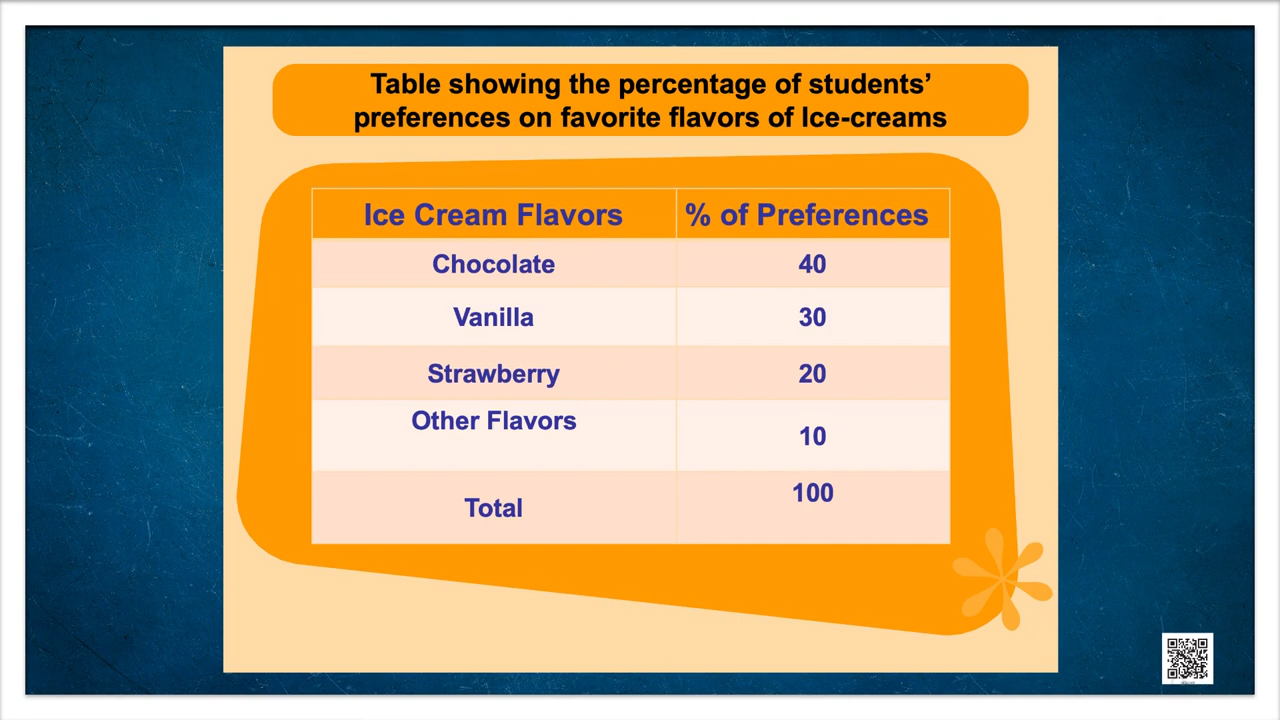 Table showing the percentage of students’
preferences on favorite flavors of Ice-creams
Ice Cream Flavors % of Preferences
Chocolate 40
Vanilla 30
Strawberry 20
Other Flavors 10
Total 100